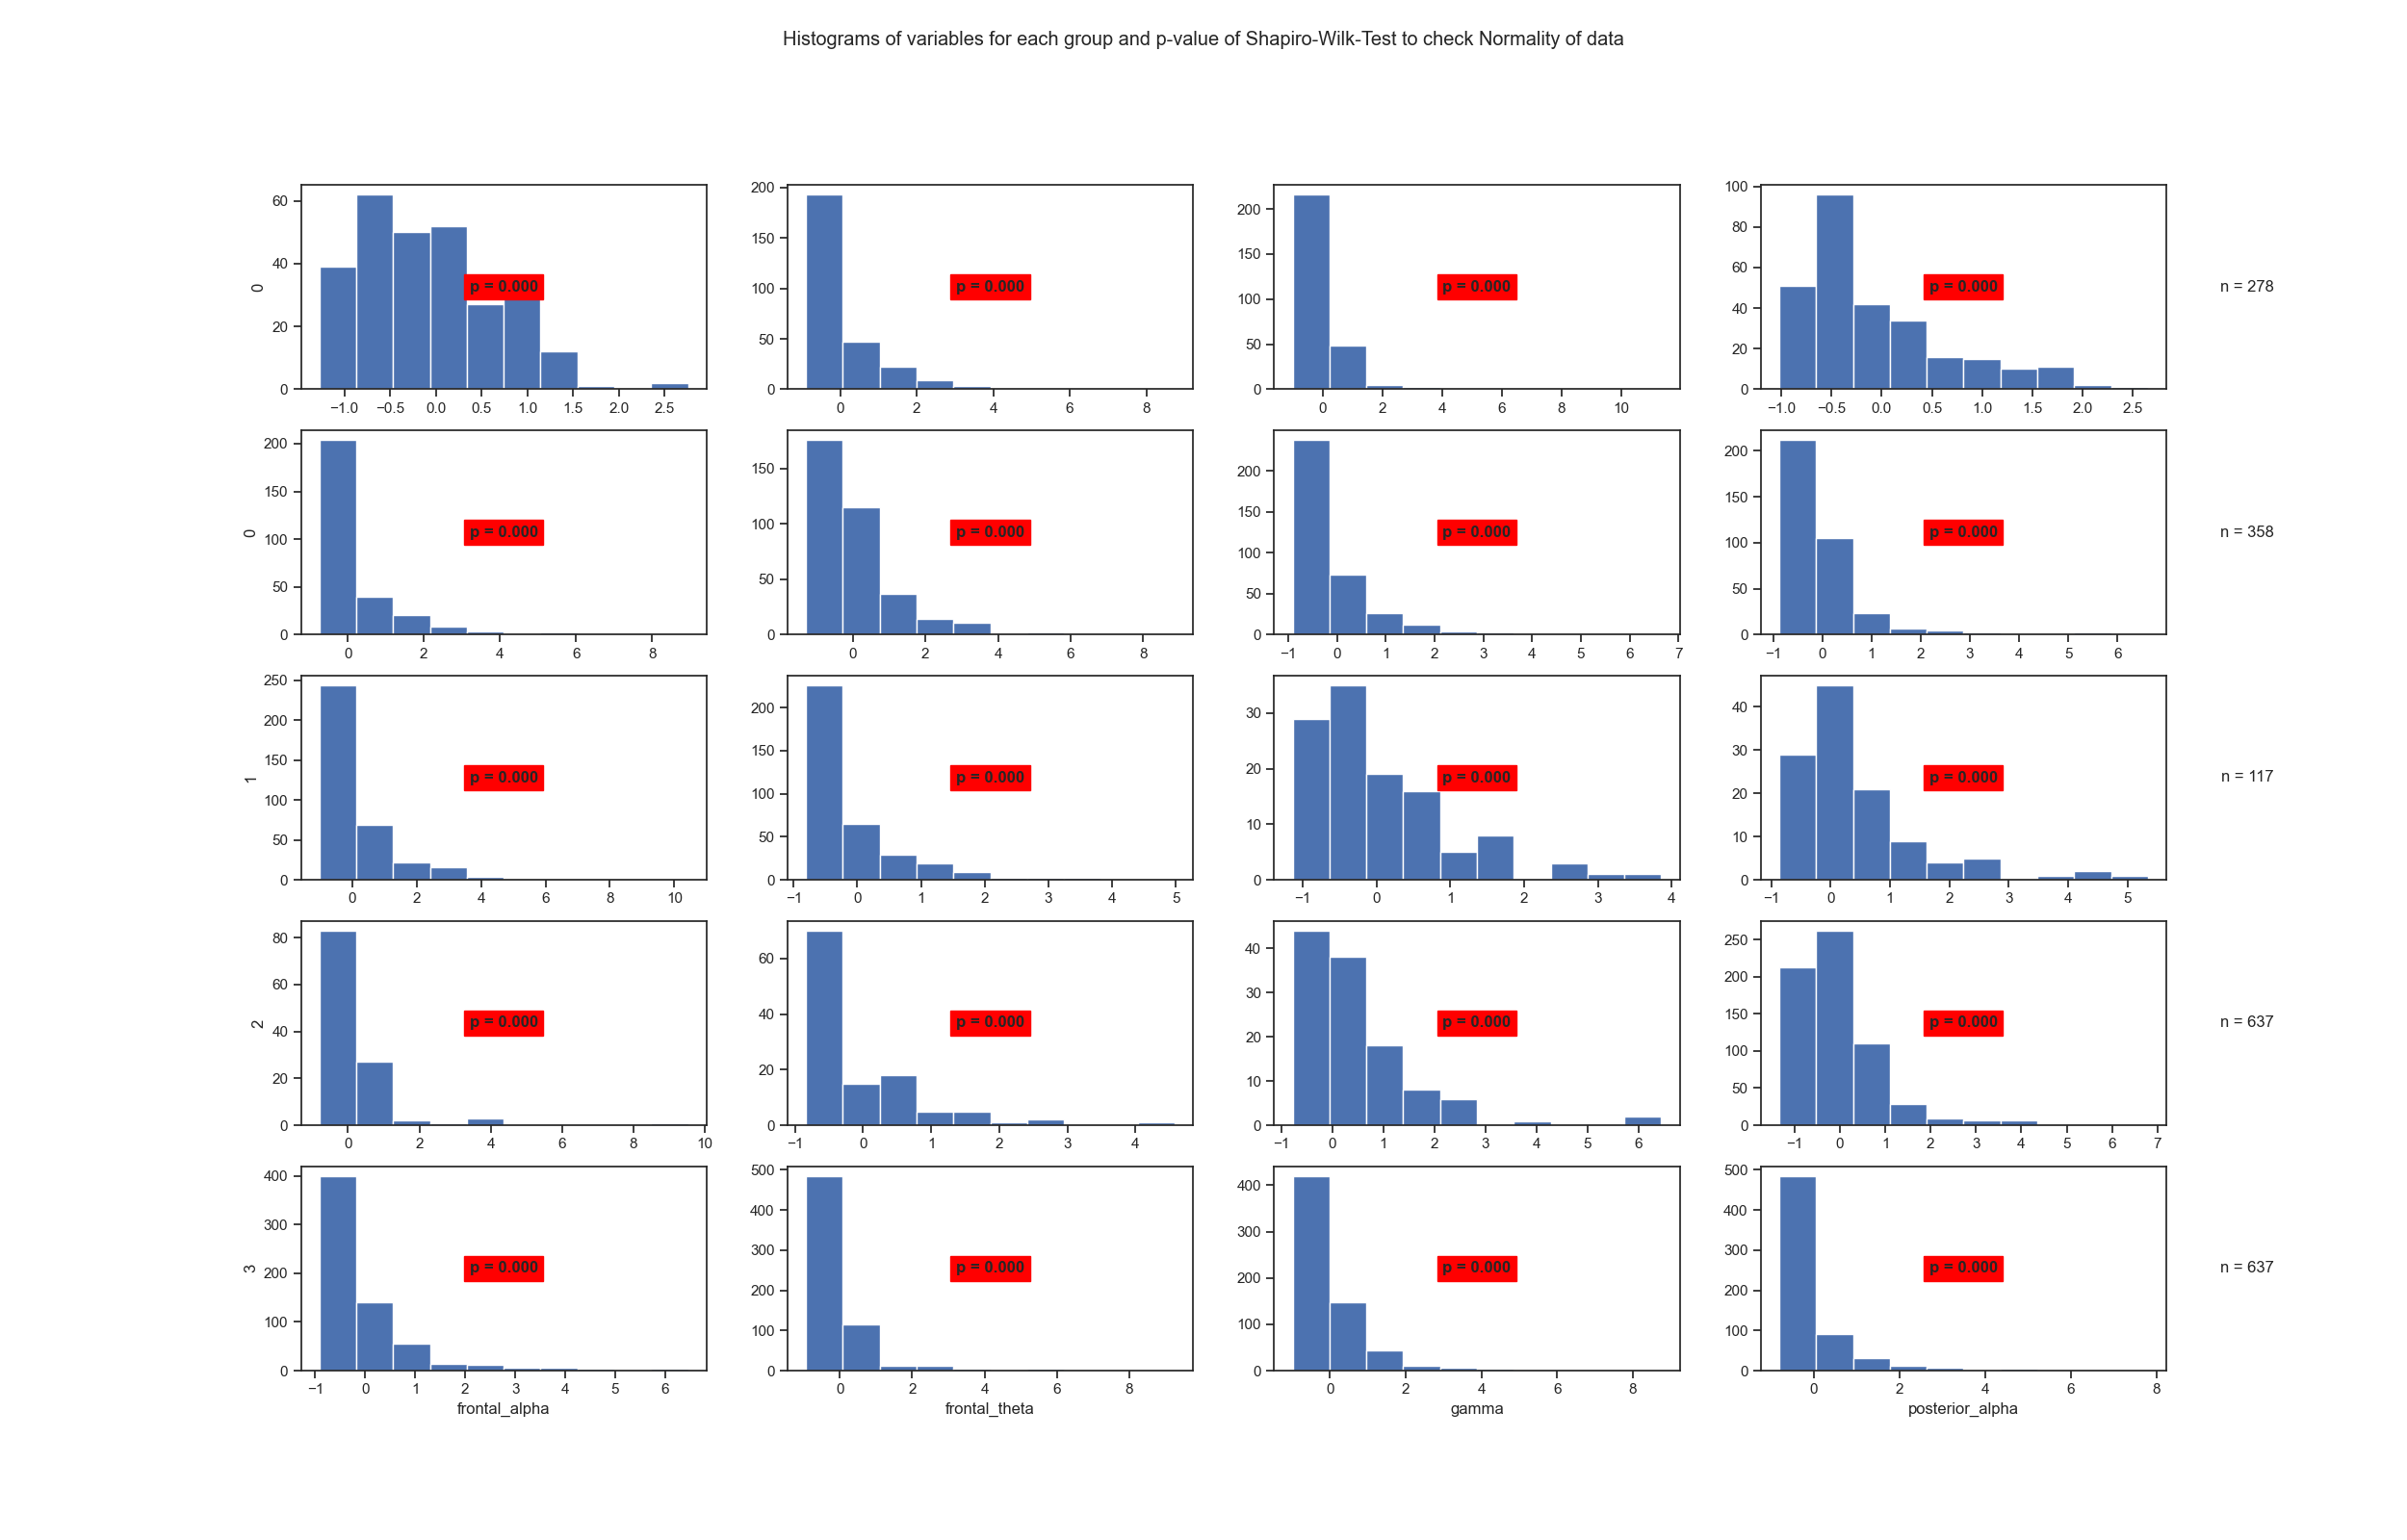 Histograms of variables for each group and p-value of Shapiro-Wilk-Test to check Normality of data
0
60
40
20
0
p = 0.000
−1.0 −0.5 0.0 0.5 1.0 1.5 2.0 2.5
200
150
100
50
0
p = 0.000
0 2 4 6 8
200
150
100
50
0
p = 0.000
0 2 4 6 8 10
100
80
60
40
20
0
p = 0.000
−1.0 −0.5 0.0 0.5 1.0 1.5 2.0 2.5
n = 278
0
200
150
100
50
0
p = 0.000
0 2 4 6 8
150
100
50
0
p = 0.000
0 2 4 6 8
200
150
100
50
0
p = 0.000
−1 0 1 2 3 4 5 6 7
200
150
100
50
0
p = 0.000
−1 0 1 2 3 4 5 6
n = 358
1
250
200
150
100
50
0
p = 0.000
0 2 4 6 8 10
200
150
100
50
0
p = 0.000
−1 0 1 2 3 4 5
30
20
10
0
p = 0.000
−1 0 1 2 3 4
40
30
20
10
0
p = 0.000
−1 0 1 2 3 4 5
n = 117
2
80
60
40
20
0
p = 0.000
0 2 4 6 8 10
60
40
20
0
p = 0.000
−1 0 1 2 3 4
40
30
20
10
0
p = 0.000
−1 0 1 2 3 4 5 6
250
200
150
100
50
0
p = 0.000
−1 0 1 2 3 4 5 6 7
n = 637
3
400
300
200
100
0
p = 0.000
−1 0 1 2 3 4 5 6
frontal_alpha
500
400
300
200
100
0
p = 0.000
0 2 4 6 8
frontal_theta
400
300
200
100
0
p = 0.000
0 2 4 6 8
gamma
500
400
300
200
100
0
p = 0.000
0 2 4 6 8
posterior_alpha
n = 637